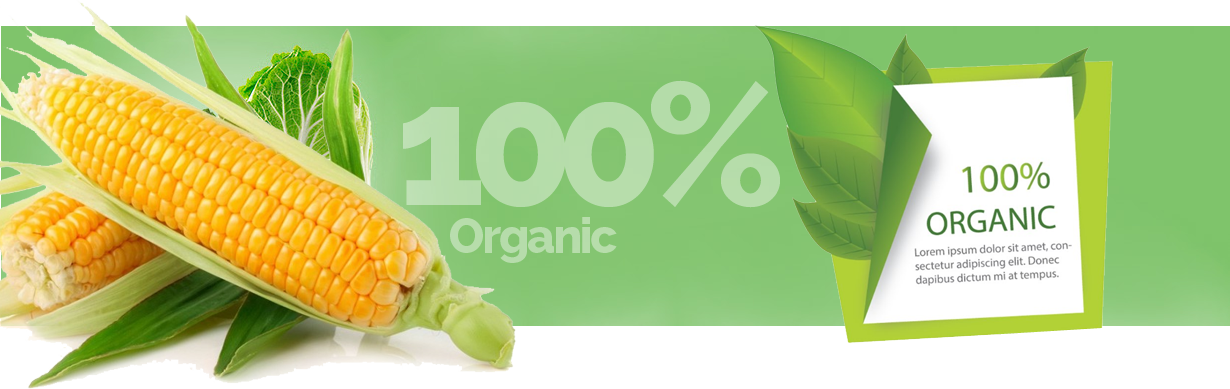 100%
Organic
100%
ORGANIC
Lorem ipsum dolor sit amet, con-
sectetur adipiscing elit. Donec
dapibus dictum mi at tempus.